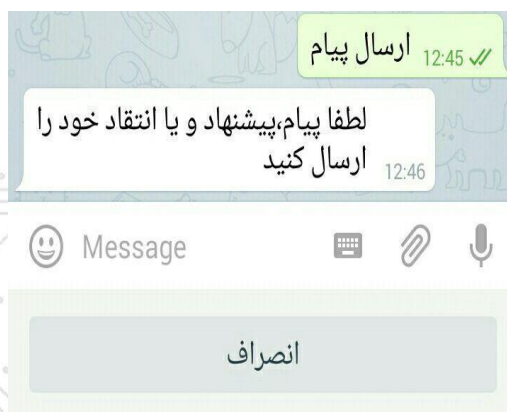 ارسال پیام
12:45
لطفا پیام،پیشنهاد و یا انتقاد خود را
ارسال کنید
12:46
Message
انصراف